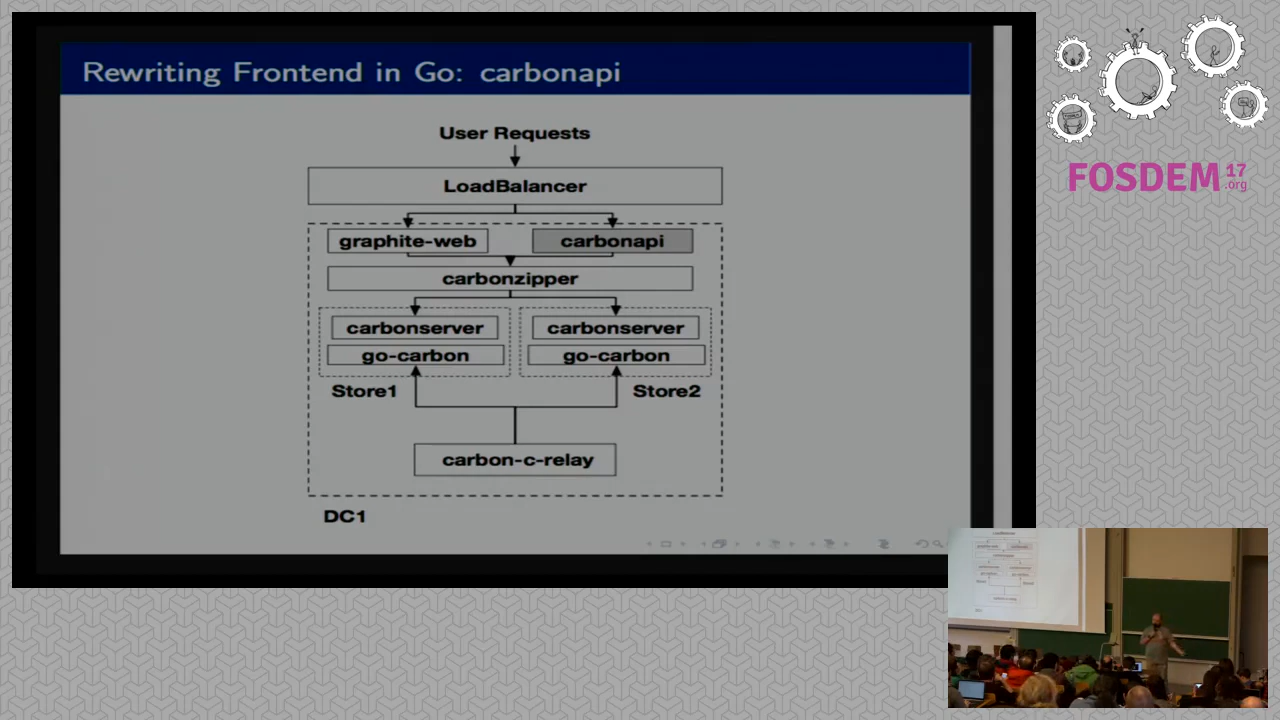 Rewriting Frontend in Go: carbonapi
User Requests
LoadBalancer
graphite-web
carbonapi
carbonzipper
carbonserver
carbonserver
go-carbon
go-carbon
Store1
Store2
carbon-c-relay
DC1
FOSDEM 17
.org